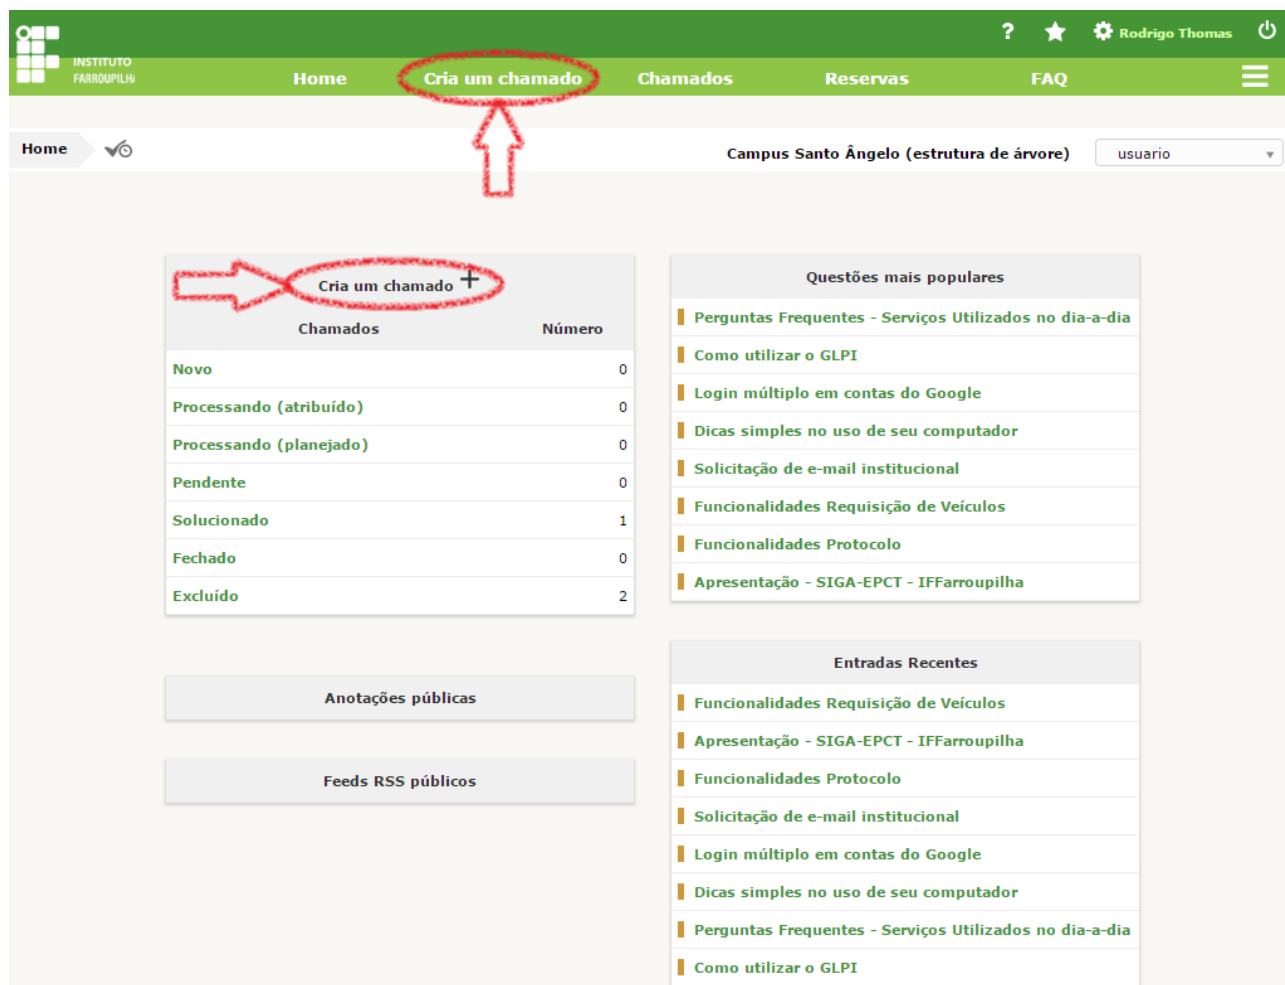 ? Rodrigo Thomas
INSTITUTO
FARROUPILHA
Home Cria um chamado Chamados Reservas FAQ
Home Campus Santo Ângelo (estrutura de árvore) usuario
Cria um chamado +
Chamados Número
Novo 0
Processando (atribuído) 0
Processando (planejado) 0
Pendente 0
Solucionado 1
Fechado 0
Excluído 2
Anotações públicas
Feeds RSS públicos
Questões mais populares
Perguntas Frequentes - Serviços Utilizados no dia-a-dia
Como utilizar o GLPI
Login múltiplo em contas do Google
Dicas simples no uso de seu computador
Solicitação de e-mail institucional
Funcionalidades Requisição de Veículos
Funcionalidades Protocolo
Apresentação - SIGA-EPCT - IFFarroupilha
Entradas Recentes
Funcionalidades Requisição de Veículos
Apresentação - SIGA-EPCT - IFFarroupilha
Funcionalidades Protocolo
Solicitação de e-mail institucional
Login múltiplo em contas do Google
Dicas simples no uso de seu computador
Perguntas Frequentes - Serviços Utilizados no dia-a-dia
Como utilizar o GLPI